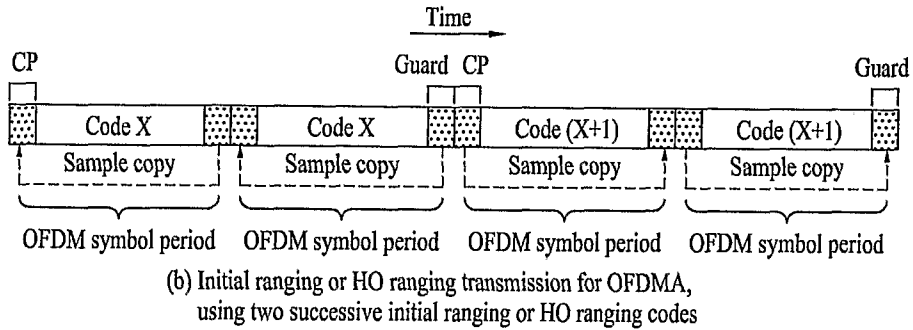 Time
CP Guard CP Guard
Code X Code X Code (X+1) Code (X+1)
Sample copy Sample copy Sample copy Sample copy
OFDM symbol period OFDM symbol period OFDM symbol period OFDM symbol period
(b) Initial ranging or HO ranging transmission for OFDMA,
using two successive initial ranging or HO ranging codes